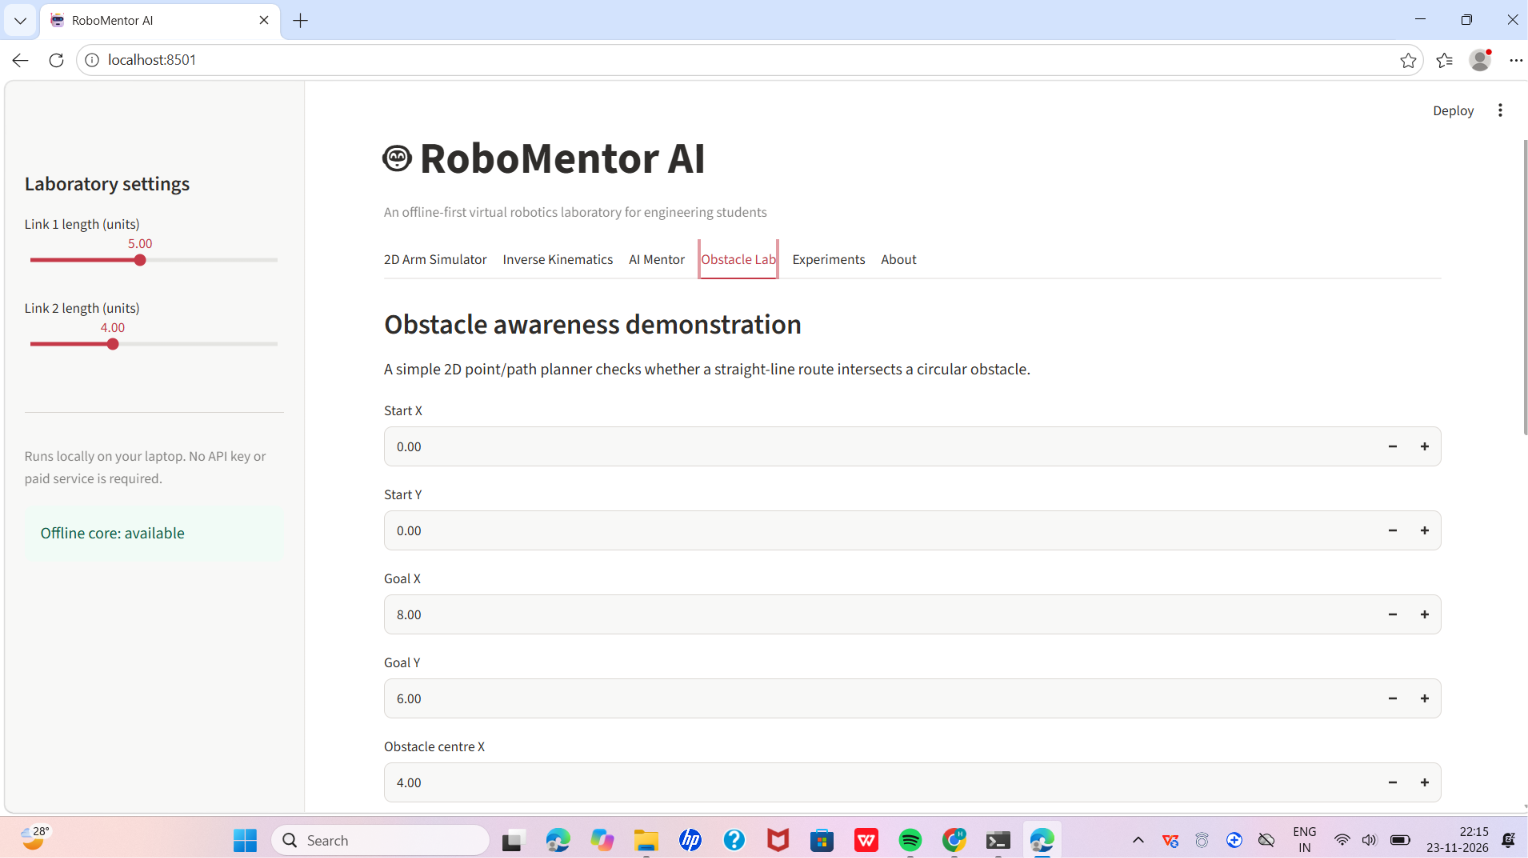 RoboMentor AI
localhost:8501
Deploy
Laboratory settings
Link 1 length (units)
5.00
Link 2 length (units)
4.00
Runs locally on your laptop. No API key or
paid service is required.
Offline core: available
RoboMentor AI
An offline-first virtual robotics laboratory for engineering students
2D Arm Simulator Inverse Kinematics AI Mentor Obstacle Lab Experiments About
Obstacle awareness demonstration
A simple 2D point/path planner checks whether a straight-line route intersects a circular obstacle.
Start X
0.00
Start Y
0.00
Goal X
8.00
Goal Y
6.00
Obstacle centre X
4.00
28°
Search
hp
ENG
IN
22:15
23-11-2026